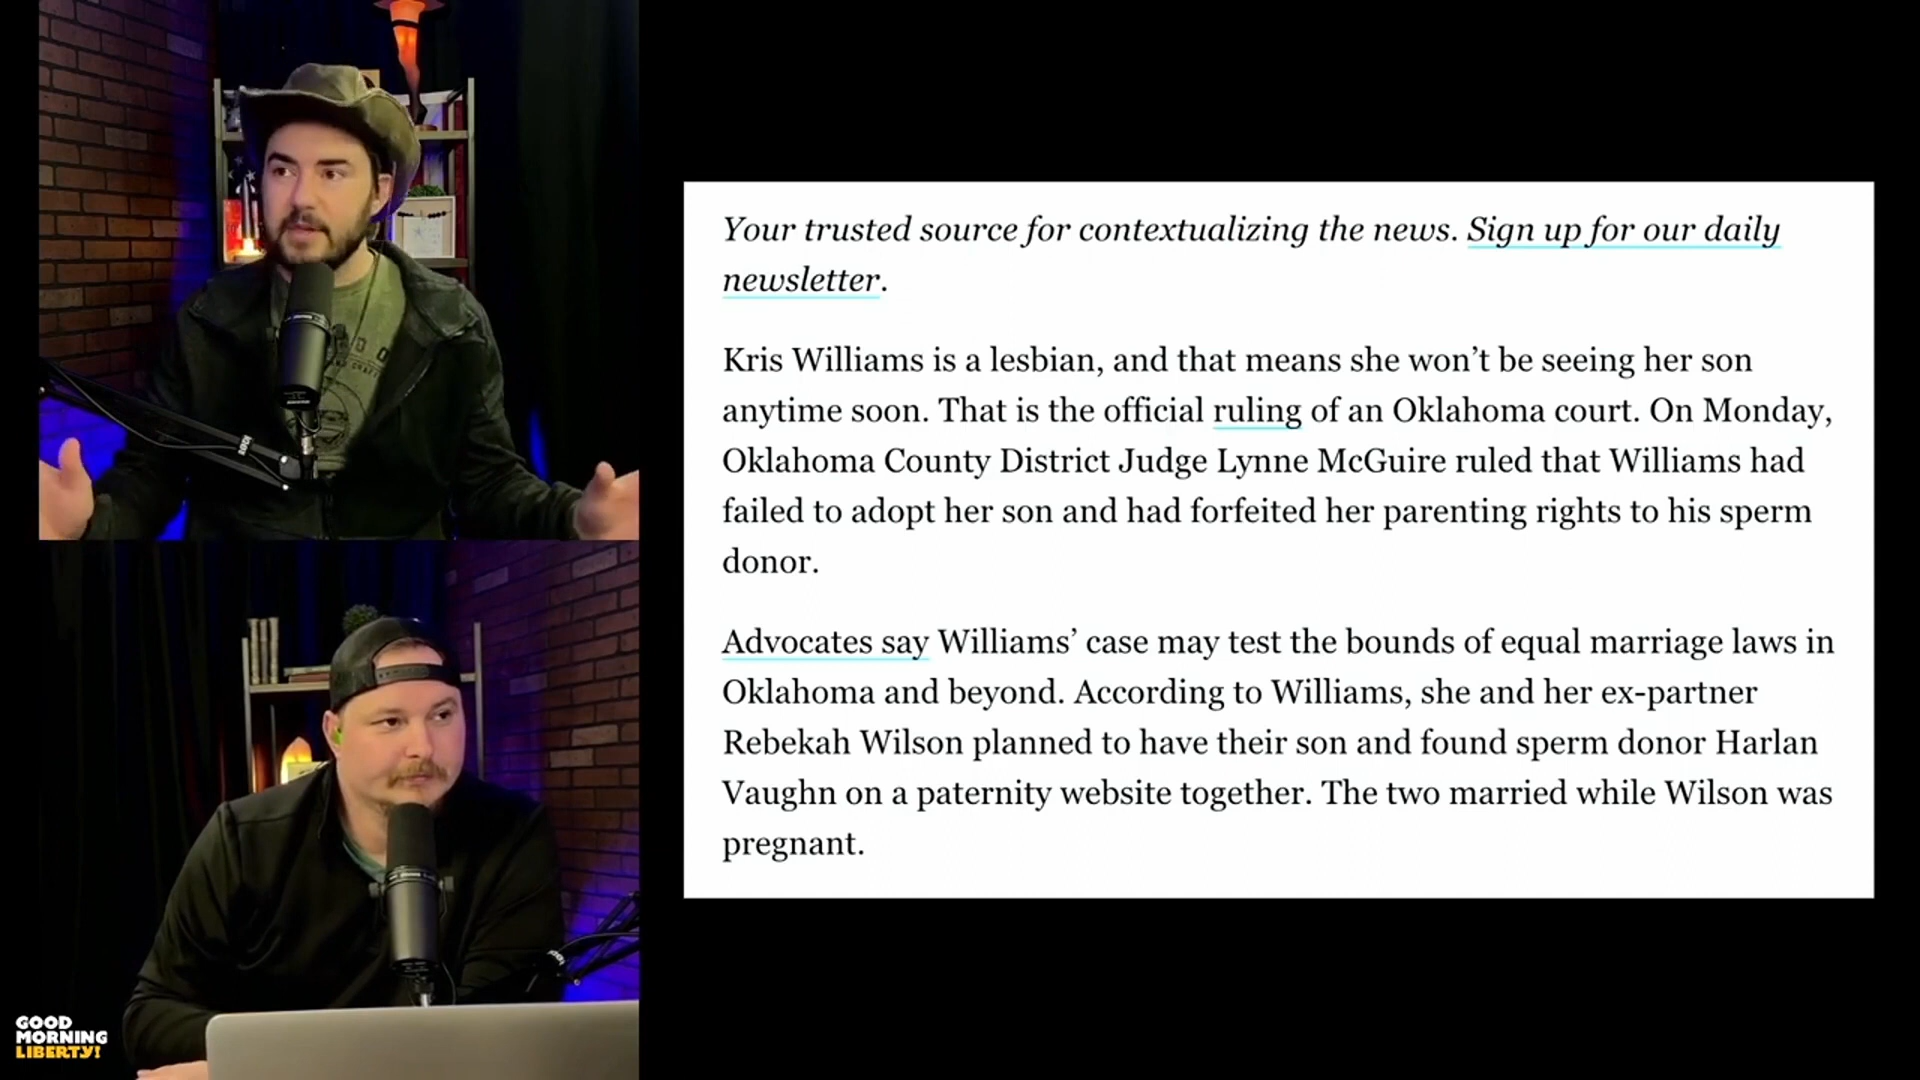 Your trusted source for contextualizing the news. Sign up for our daily
newsletter.
Kris Williams is a lesbian, and that means she won’t be seeing her son
anytime soon. That is the official ruling of an Oklahoma court. On Monday,
Oklahoma County District Judge Lynne McGuire ruled that Williams had
failed to adopt her son and had forfeited her parenting rights to his sperm
donor.
Advocates say Williams’ case may test the bounds of equal marriage laws in
Oklahoma and beyond. According to Williams, she and her ex-partner
Rebekah Wilson planned to have their son and found sperm donor Harlan
Vaughn on a paternity website together. The two married while Wilson was
pregnant.
GOOD
MORNING
LIBERTY!